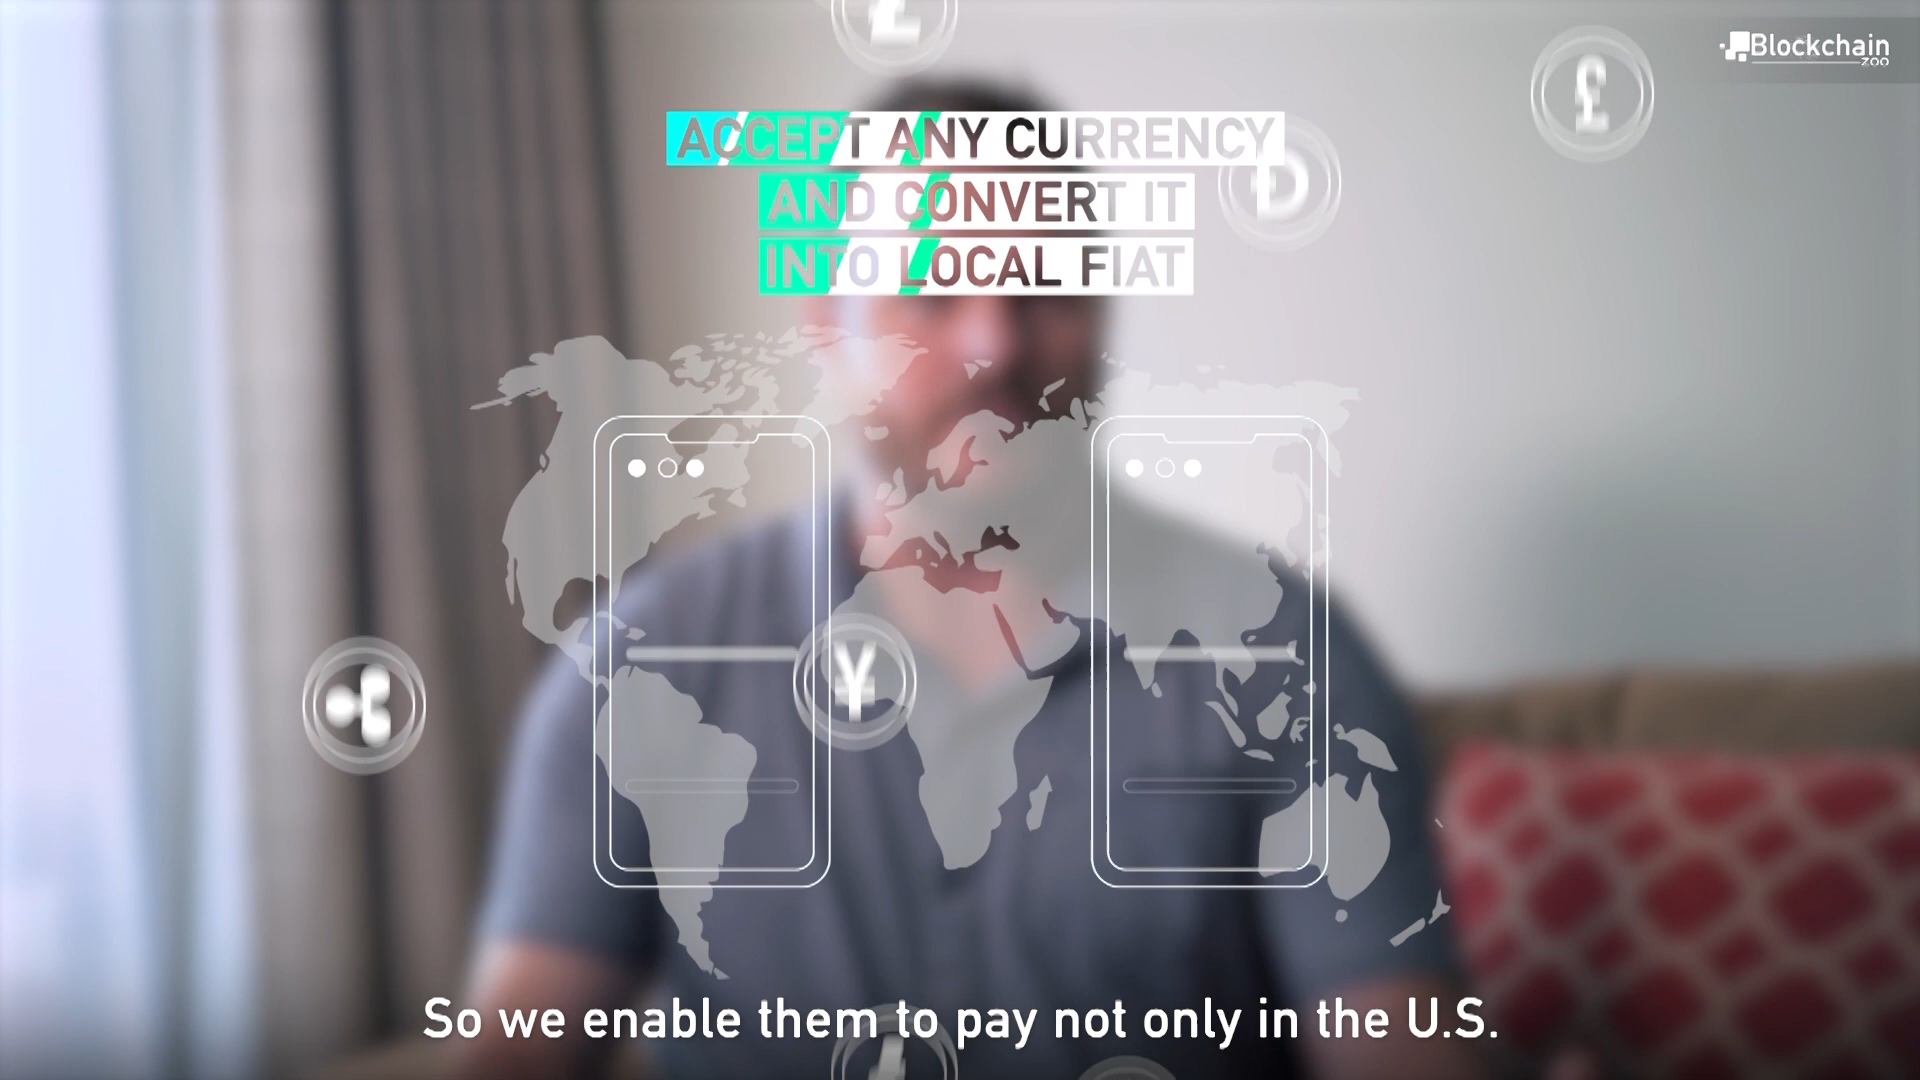 Blockchain
ZOO
ACCEPT ANY CURRENCY
AND CONVERT IT
INTO LOCAL FIAT
£
D
¥
So we enable them to pay not only in the U.S.